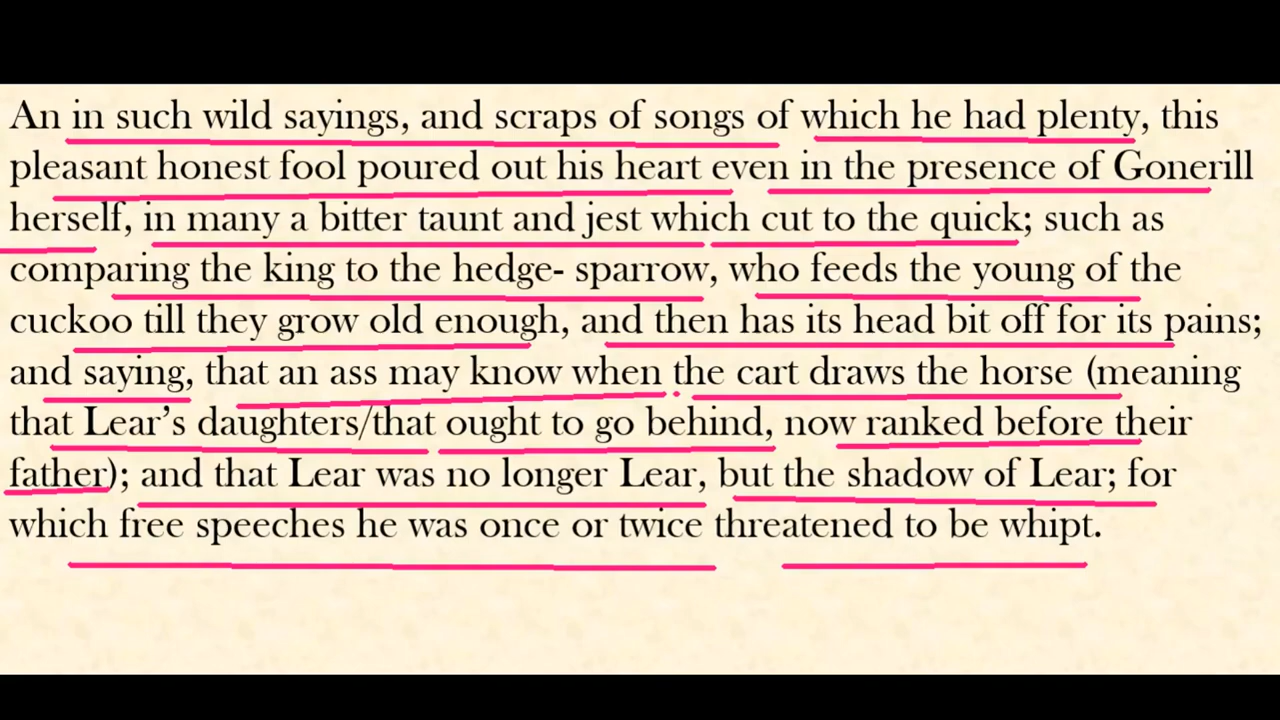 An in such wild sayings, and scraps of songs of which he had plenty, this
pleasant honest fool poured out his heart even in the presence of Gonerill
herself, in many a bitter taunt and jest which cut to the quick; such as
comparing the king to the hedge- sparrow, who feeds the young of the
cuckoo till they grow old enough, and then has its head bit off for its pains;
and saying, that an ass may know when the cart draws the horse (meaning
that Lear’s daughters/that ought to go behind, now ranked before their
father); and that Lear was no longer Lear, but the shadow of Lear; for
which free speeches he was once or twice threatened to be whipt.